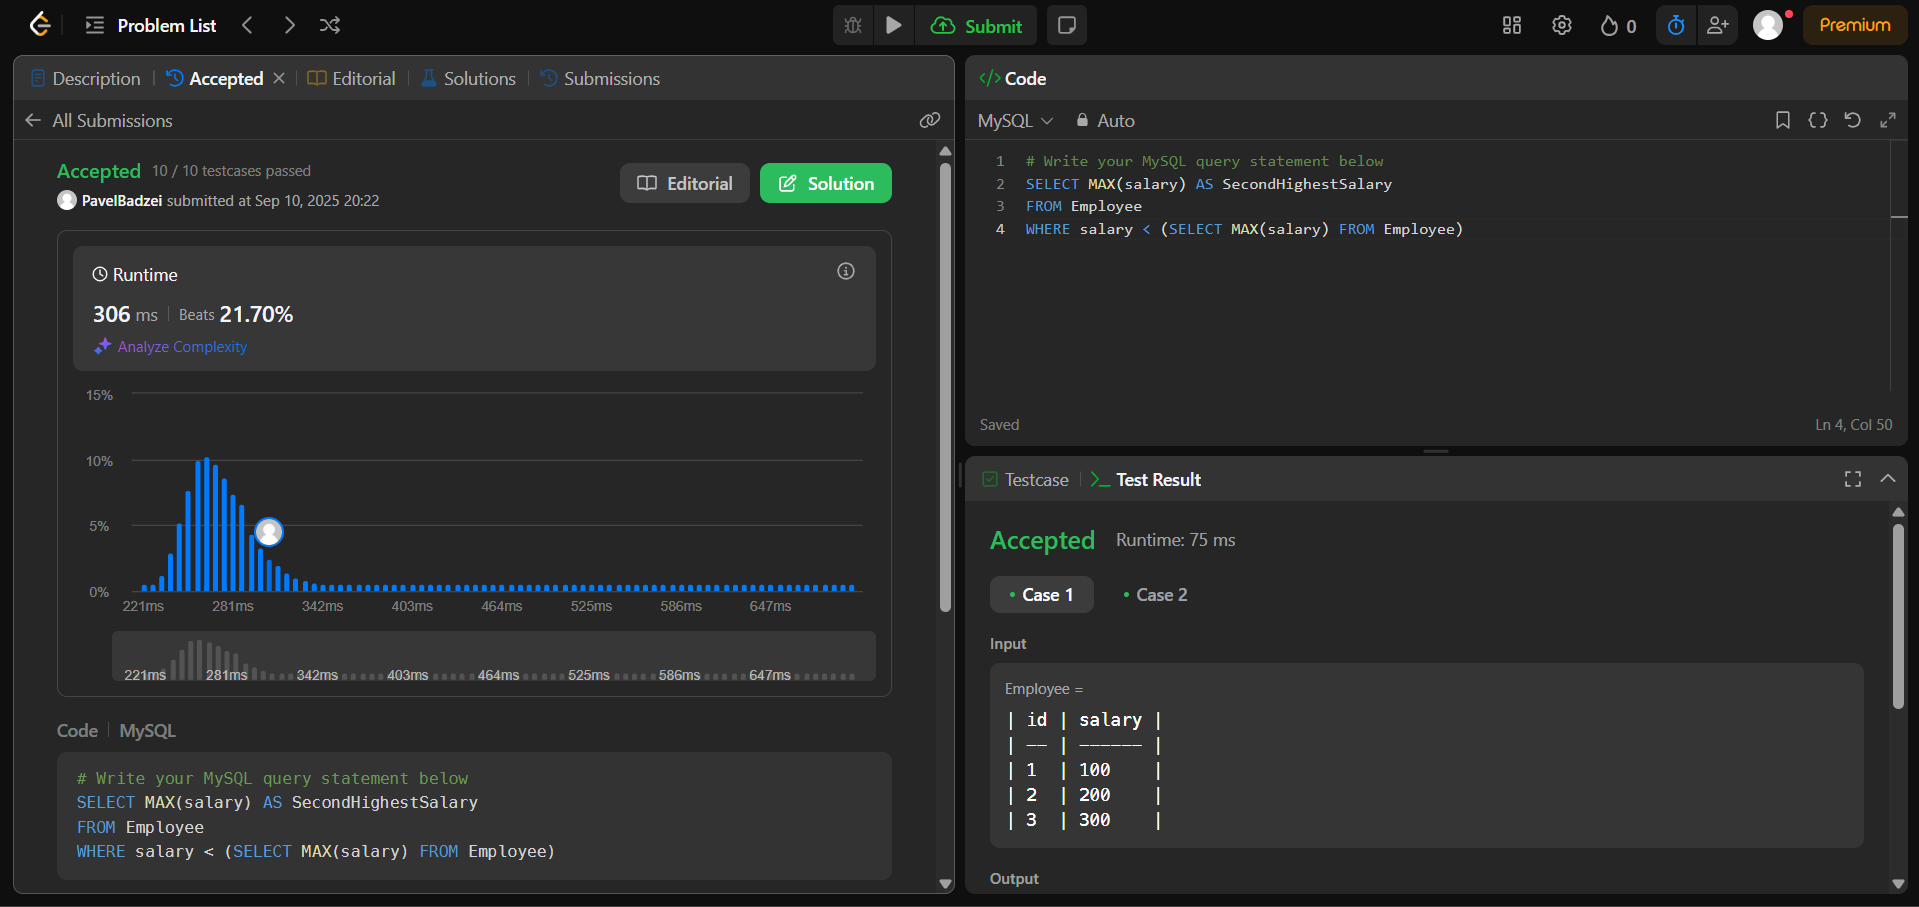 Problem List
Submit
0
Premium
Description
Accepted
Editorial
Solutions
Submissions
All Submissions
Accepted 10 / 10 testcases passed
PavelBadzei submitted at Sep 10, 2025 20:22
Editorial
Solution
Runtime
306 ms Beats 21.70%
Analyze Complexity
15%
10%
5%
0%
221ms 281ms 342ms 403ms 464ms 525ms 586ms 647ms
221ms 281ms 342ms 403ms 464ms 525ms 586ms 647ms
Code MySQL
# Write your MySQL query statement below
SELECT MAX(salary) AS SecondHighestSalary
FROM Employee
WHERE salary < (SELECT MAX(salary) FROM Employee)
</> Code
MySQL Auto
1 # Write your MySQL query statement below
2 SELECT MAX(salary) AS SecondHighestSalary
3 FROM Employee
4 WHERE salary < (SELECT MAX(salary) FROM Employee)
Saved
Ln 4, Col 50
Testcase
Test Result
Accepted Runtime: 75 ms
• Case 1 • Case 2
Input
Employee =
| id | salary |
| -- | ------ |
| 1 | 100 |
| 2 | 200 |
| 3 | 300 |
Output